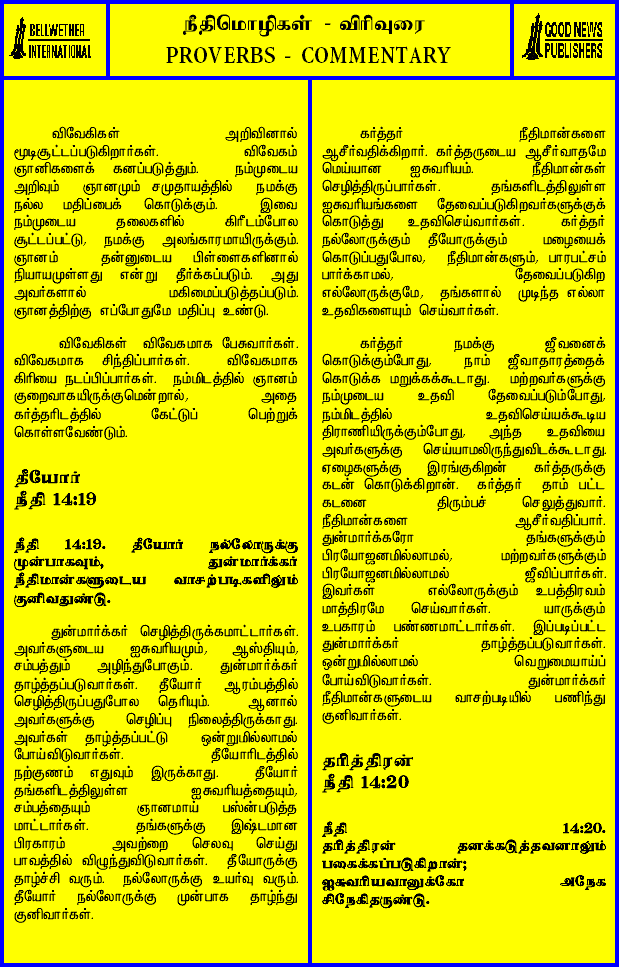 BELLWETHER
INTERNATIONAL
நீதிமொழிகள் - விரிவுரை
PROVERBS - COMMENTARY
GOOD NEWS
PUBLISHERS
விவேகிகள் அறிவினால்
மூடிசூட்டப்படுகிறார்கள். விவேகம்
ஞானிகளைக் கனப்படுத்தும். நம்முடைய
அறிவும் ஞானமும் சமுதாயத்தில் நமக்கு
நல்ல மதிப்பைக் கொடுக்கும். இவை
நம்முடைய தலைகளில் கிரீடம்போல
சூட்டப்பட்டு, நமக்கு அலங்காரமாயிருக்கும்.
ஞானம் தன்னுடைய பிள்ளைகளினால்
நியாயமுள்ளது என்று தீர்க்கப்படும். அது
அவர்களால் மகிமைப்படுத்தப்படும்.
ஞானத்திற்கு எப்போதுமே மதிப்பு உண்டு.
விவேகிகள் விவேகமாக பேசுவார்கள்.
விவேகமாக சிந்திப்பார்கள். விவேகமாக
கிரியை நடப்பிப்பார்கள். நம்மிடத்தில் ஞானம்
குறைவாகயிருக்குமென்றால், அதை
கர்த்தரிடத்தில் கேட்டுப் பெற்றுக்
கொள்ளவேண்டும்.
தீயோர்
நீதி 14:19
நீதி 14:19. தீயோர் நல்லோருக்கு
முன்பாகவும், துன்மார்க்கர்
நீதிமான்களுடைய வாசற்படிகளிலும்
குனிவதுண்டு.
துன்மார்க்கர் செழித்திருக்கமாட்டார்கள்.
அவர்களுடைய ஐசுவரியமும், ஆஸ்தியும்,
சம்பத்தும் அழிந்துபோகும். துன்மார்க்கர்
தாழ்த்தப்படுவார்கள். தீயோர் ஆரம்பத்தில்
செழித்திருப்பதுபோல தெரியும். ஆனால்
அவர்களுக்கு செழிப்பு நிலைத்திருக்காது.
அவர்கள் தாழ்த்தப்பட்டு ஒன்றுமில்லாமல்
போய்விடுவார்கள். தீயோரிடத்தில்
நற்குணம் எதுவும் இருக்காது. தீயோர்
தங்களிடத்திலுள்ள ஐசுவரியத்தையும்,
சம்பத்தையும் ஞானமாய் பஸ்ன்படுத்த
மாட்டார்கள். தங்களுக்கு இஷ்டமான
பிரகாரம் அவற்றை செலவு செய்து
பாவத்தில் விழுந்துவிடுவார்கள். தீயோருக்கு
தாழ்ச்சி வரும். நல்லோருக்கு உயர்வு வரும்.
தீயோர் நல்லோருக்கு முன்பாக தாழ்ந்து
குனிவார்கள்.
கர்த்தர் நீதிமான்களை
ஆசீர்வதிக்கிறார். கர்த்தருடைய ஆசீர்வாதமே
மெய்யான ஐசுவரியம். நீதிமான்கள்
செழித்திருப்பார்கள். தங்களிடத்திலுள்ள
ஐசுவரியங்களை தேவைப்படுகிறவர்களுக்குக்
கொடுத்து உதவிசெய்வார்கள். கர்த்தர்
நல்லோருக்கும் தீயோருக்கும் மழையைக்
கொடுப்பதுபோல, நீதிமான்களும், பாரபட்சம்
பார்க்காமல், தேவைப்படுகிற
எல்லோருக்குமே, தங்களால் முடிந்த எல்லா
உதவிகளையும் செய்வார்கள்.
கர்த்தர் நமக்கு ஜீவனைக்
கொடுக்கும்போது, நாம் ஜீவாதாரத்தைக்
கொடுக்க மறுக்கக்கூடாது. மற்றவர்களுக்கு
நம்முடைய உதவி தேவைப்படும்போது,
நம்மிடத்தில் உதவிசெய்யக்கூடிய
திராணியிருக்கும்போது, அந்த உதவியை
அவர்களுக்கு செய்யாமலிருந்துவிடக்கூடாது.
ஏழைகளுக்கு இரங்குகிறன் கர்த்தருக்கு
கடன் கொடுக்கிறான். கர்த்தர் தாம் பட்ட
கடனை திரும்பச் செலுத்துவார்.
நீதிமான்களை ஆசீர்வதிப்பார்.
துன்மார்க்கரோ தங்களுக்கும்
பிரயோஜனமில்லாமல், மற்றவர்களுக்கும்
பிரயோஜனமில்லாமல் ஜீவிப்பார்கள்.
இவர்கள் எல்லோருக்கும் உபத்திரவம்
மாத்திரமே செய்வார்கள். யாருக்கும்
உபகாரம் பண்ணமாட்டார்கள். இப்படிப்பட்ட
துன்மார்க்கர் தாழ்த்தப்படுவார்கள்.
ஒன்றுமில்லாமல் வெறுமையாய்ப்
போய்விடுவார்கள். துன்மார்க்கர்
நீதிமான்களுடைய வாசற்படியில் பணிந்து
குனிவார்கள்.
தரித்திரன்
நீதி 14:20
நீதி 14:20.
தரித்திரன் தனக்கடுத்தவனாலும்
பகைக்கப்படுகிறான்;
ஐசுவரியவானுக்கோ அநேக
சிநேகிதருண்டு.